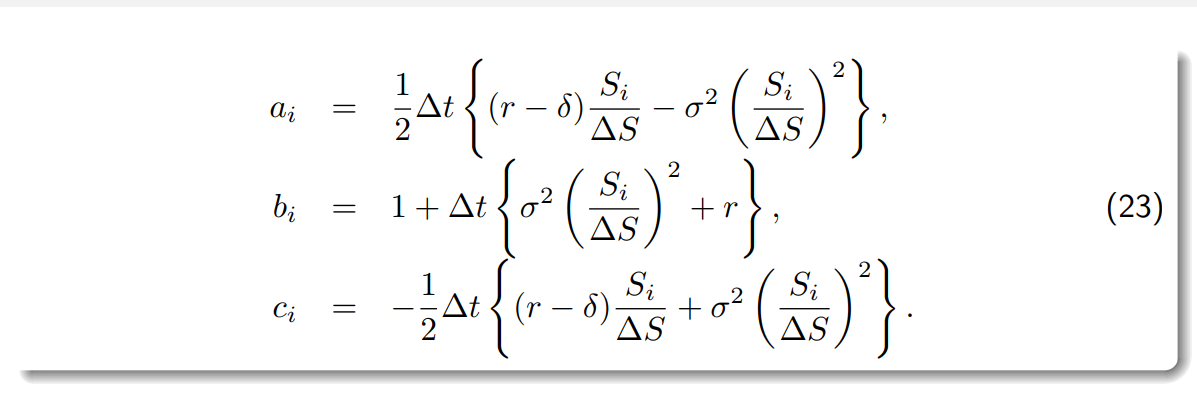 a_i = \frac{1}{2}\Delta t \left\{ (r - \delta)\frac{S_i}{\Delta S} - \sigma^2 \left( \frac{S_i}{\Delta S} \right)^2 \right\},
b_i = 1 + \Delta t \left\{ \sigma^2 \left( \frac{S_i}{\Delta S} \right)^2 + r \right\}, (23)
c_i = -\frac{1}{2}\Delta t \left\{ (r - \delta)\frac{S_i}{\Delta S} + \sigma^2 \left( \frac{S_i}{\Delta S} \right)^2 \right\}.